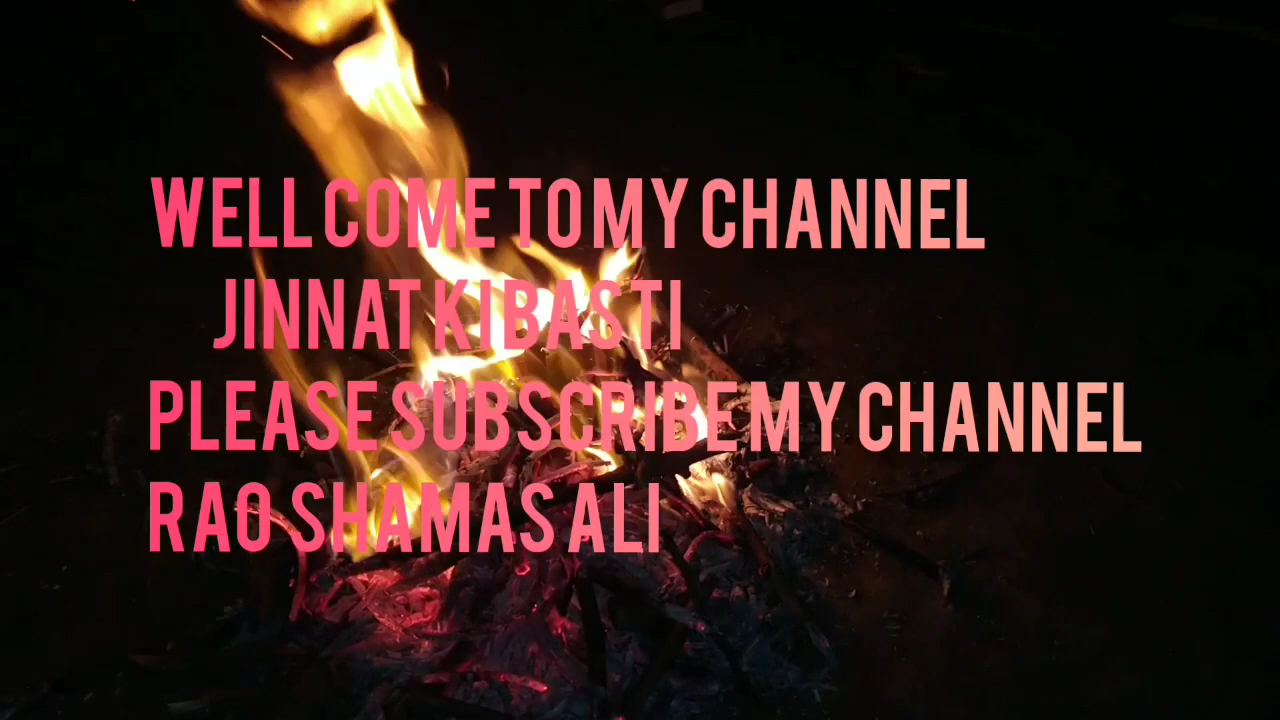 WELL COME TO MY CHANNEL
JINNAT KI BASTI
PLEASE SUBSCRIBE MY CHANNEL
RAO SHAMAS ALI